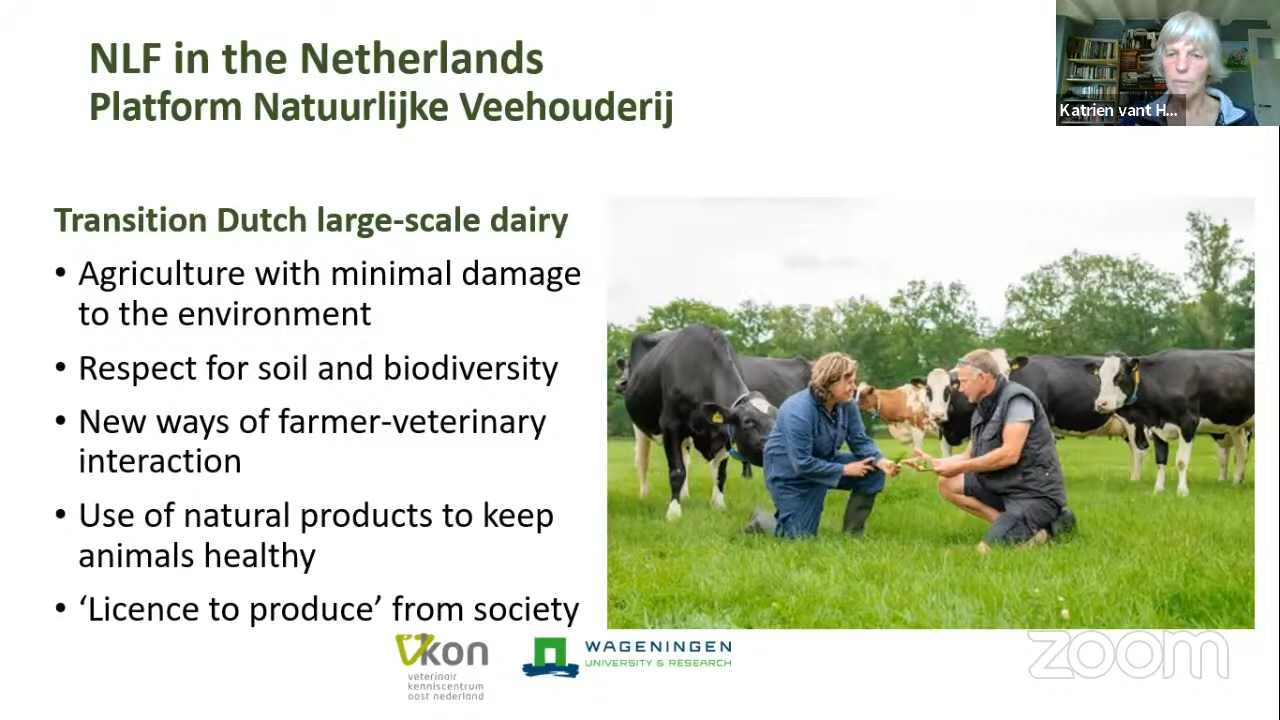 NLF in the Netherlands
Platform Natuurlijke Veehouderij
Katrien vant H...
Transition Dutch large-scale dairy
• Agriculture with minimal damage
to the environment
• Respect for soil and biodiversity
• New ways of farmer-veterinary
interaction
• Use of natural products to keep
animals healthy
• ‘Licence to produce’ from society
Vkon
veterinair
kenniscentrum
oost nederland
WAGENINGEN
UNIVERSITY & RESEARCH
zoom